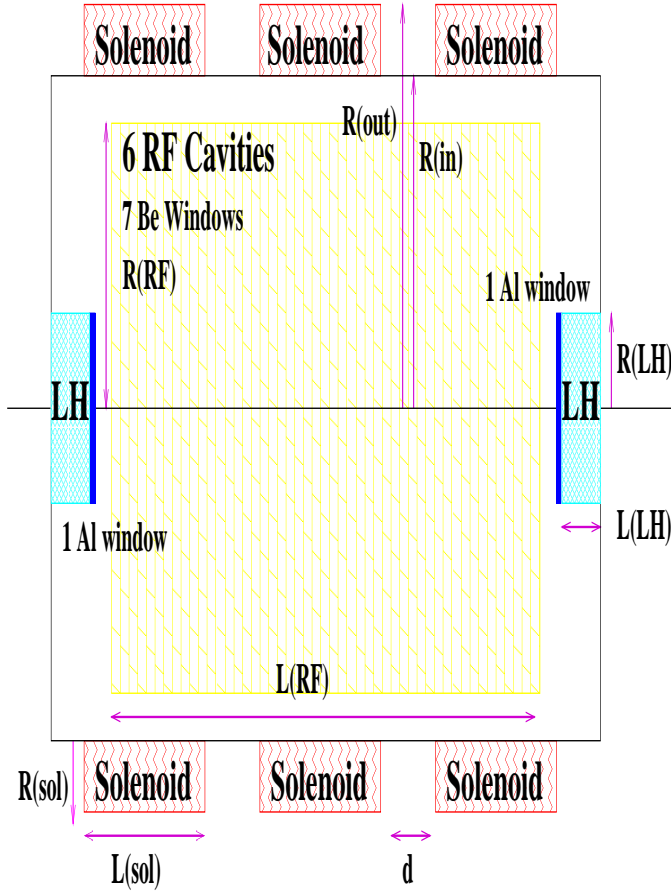 Solenoid Solenoid Solenoid
R(out)
6 RF Cavities
R(in)
7 Be Windows
R(RF)
1 Al window
R(LH)
LH LH
L(LH)
1 Al window
L(RF)
R(sol)
Solenoid Solenoid Solenoid
L(sol) d